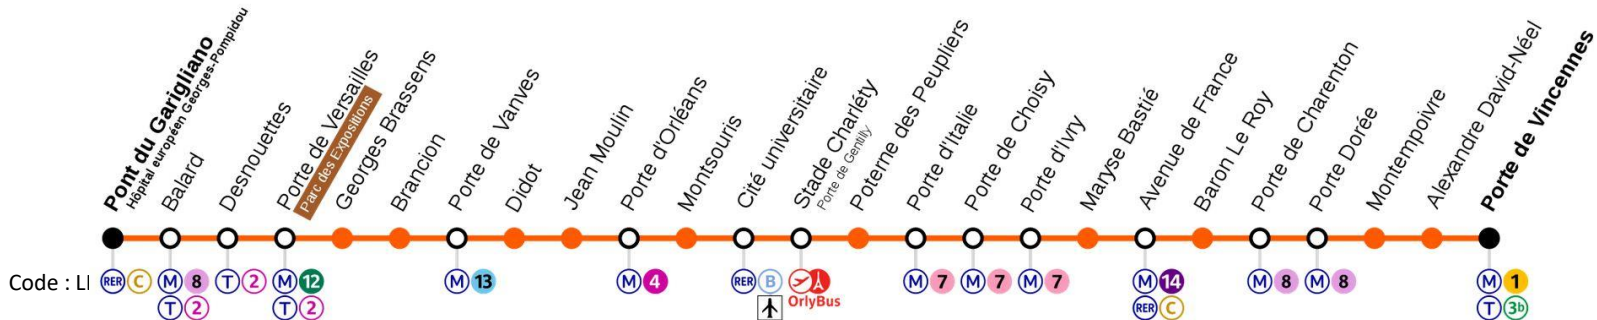 Pont du Garigliano
Hôpital européen Georges-Pompidou
Balard
Desnouettes
Porte de Versailles
Parc des Expositions
Georges Brassens
Brancion
Porte de Vanves
Didot
Jean Moulin
Porte d'Orléans
Montsouris
Cité universitaire
Stade Charléty
Porte de Gentilly
Poterne des Peupliers
Porte d'Italie
Porte de Choisy
Porte d'Ivry
Maryse Bastié
Avenue de France
Baron Le Roy
Porte de Charenton
Porte Dorée
Montempoivre
Alexandra David-Néel
Porte de Vincennes
Code : LI RER C M 8 T 2 M 12 M 13 M 4 RER B M 7 M 7 M 7 M 14 M 8 M 8 M 1
T 2 T 2 OrlyBus RER C T 3b